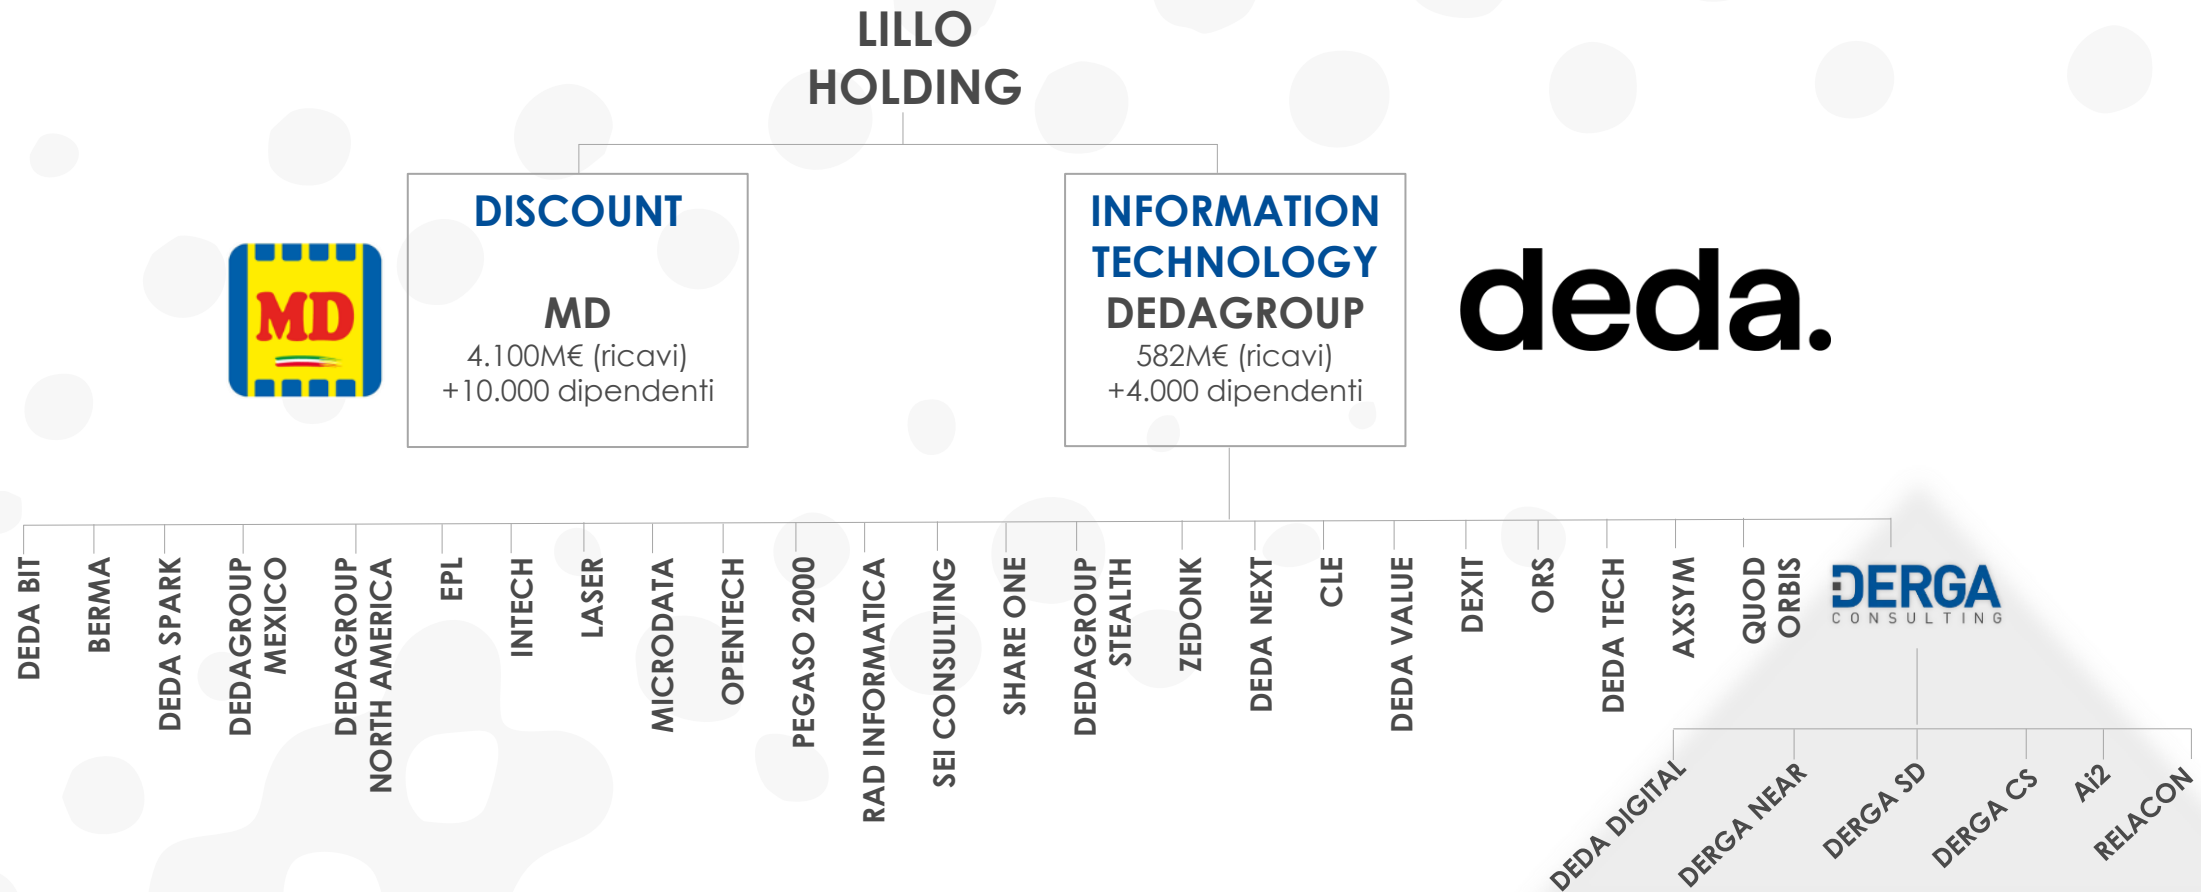 LILLO
HOLDING
DISCOUNT
MD
4.100M€ (ricavi)
+10.000 dipendenti
MD
INFORMATION
TECHNOLOGY
DEDAGROUP
582M€ (ricavi)
+4.000 dipendenti
deda.
DEDA BIT
BERMA
DEDA SPARK
DEDAGROUP
MEXICO
DEDAGROUP
NORTH AMERICA
EPL
INTECH
LASER
MICRODATA
OPENTECH
PEGASO 2000
RAD INFORMATICA
SEI CONSULTING
SHARE ONE
DEDAGROUP
STEALTH
ZEDONK
DEDA NEXT
CLE
DEDA VALUE
DEXIT
ORS
DEDA TECH
AXSYM
QUOD
ORBIS
DERGA
CONSULTING
DEDA DIGITAL
DERGA NEAR
DERGA SD
DERGA CS
Ai2
RELACON